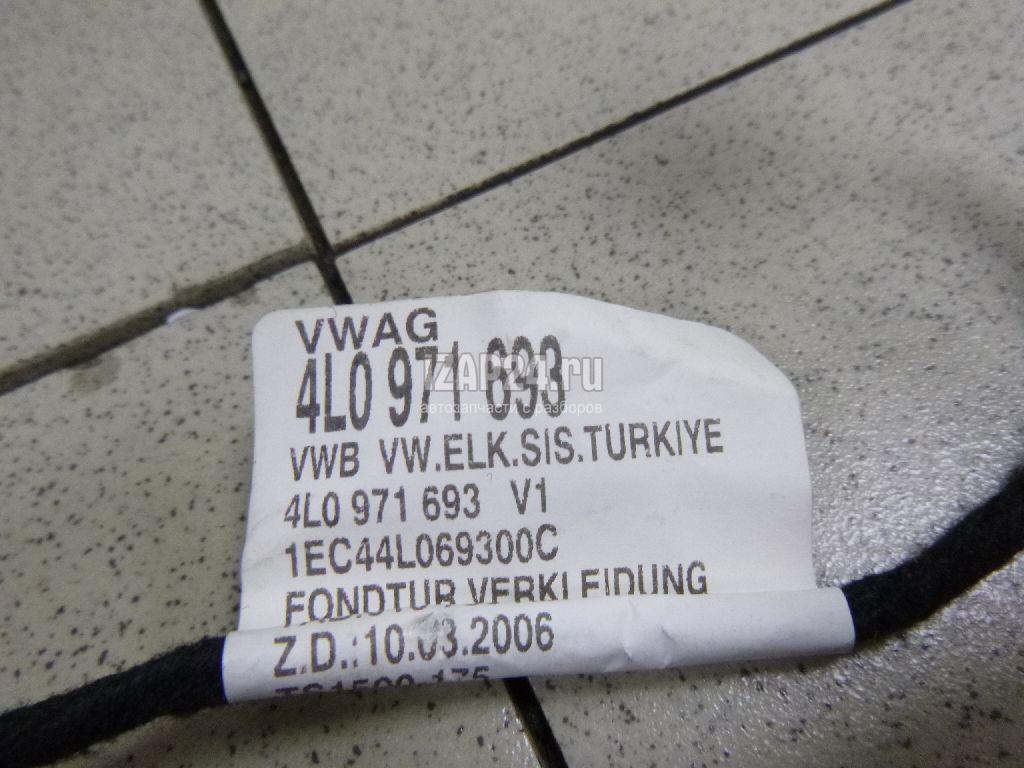 VWAG
4L0 971 693
IZAP24.ru
автозапчасти с разборов
VWB VW.ELK.SIS.TURKIYE
4L0 971 693 V1
1EC44L069300C
FONDTUR VERKLEIDUNG
Z.D.:10.03.2006